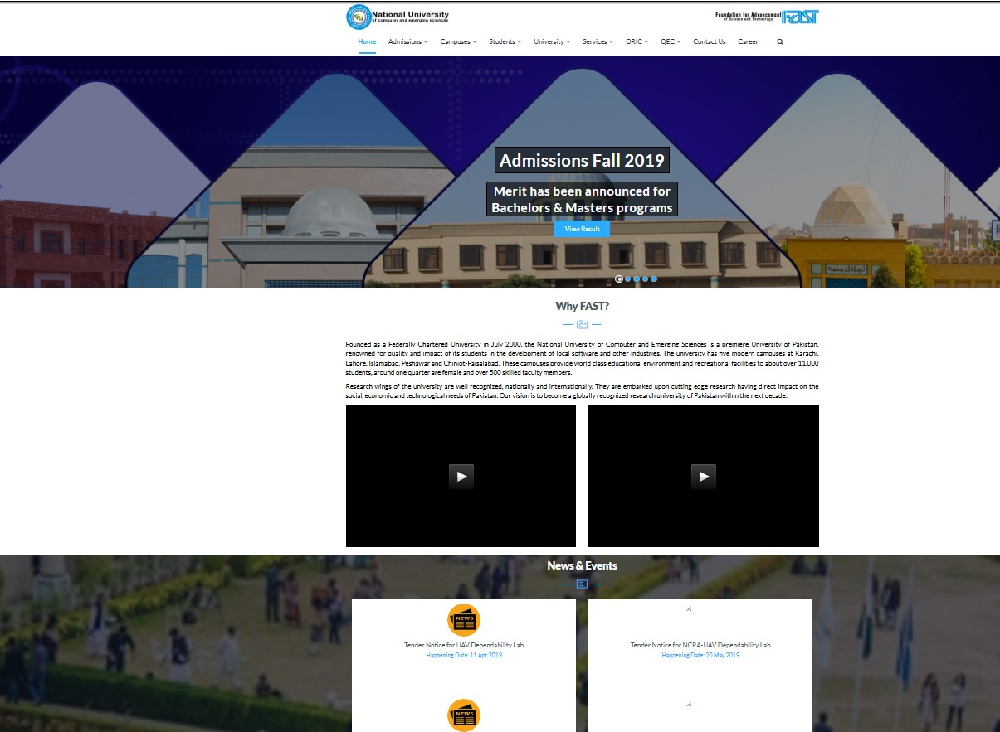 National University
of computer and emerging sciences
Foundation for Advancement
of Science and Technology
FAST
Home Admissions Campuses Students University Services ORIC QEC Contact Us Career
Admissions Fall 2019
Merit has been announced for
Bachelors & Masters programs
View Result
Why FAST?
Founded as a Federally Chartered University in July 2000, the National University of Computer and Emerging Sciences is a premiere University of Pakistan,
renowned for quality and impact of its students in the development of local software and other industries. The university has five modern campuses at Karachi,
Lahore, Islamabad, Peshawar and Chiniot-Faisalabad. These campuses provide world class educational environment and recreational facilities to about over 11,000
students, around one quarter are female and over 500 skilled faculty members.
Research wings of the university are well recognized, nationally and internationally. They are embarked upon cutting edge research having direct impact on the
social, economic and technological needs of Pakistan. Our vision is to become a globally recognized research university of Pakistan within the next decade.
News & Events
NEWS
Tender Notice for UAV Dependability Lab
Happening Date: 11 Apr 2019
Tender Notice for NCRA-UAV Dependability Lab
Happening Date: 20 May 2019
NEWS